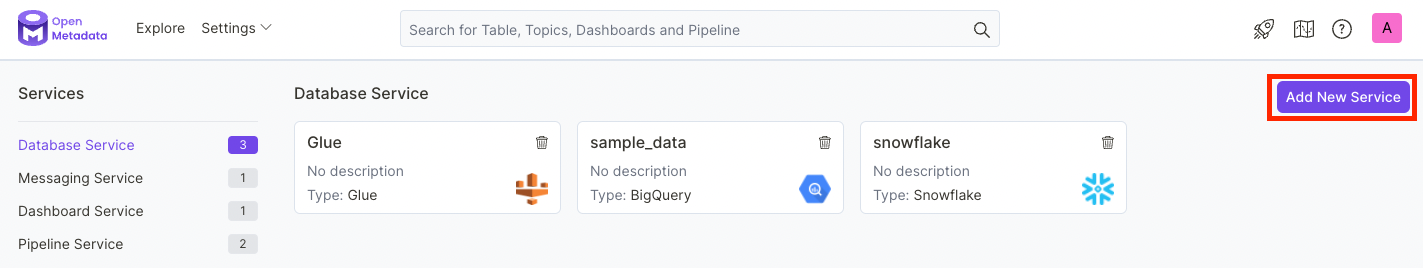 Open
Metadata
Explore
Settings
Search for Table, Topics, Dashboards and Pipeline
A
Services
Database Service 3
Messaging Service 1
Dashboard Service 1
Pipeline Service 2
Database Service
Add New Service
Glue
No description
Type: Glue
sample_data
No description
Type: BigQuery
snowflake
No description
Type: Snowflake